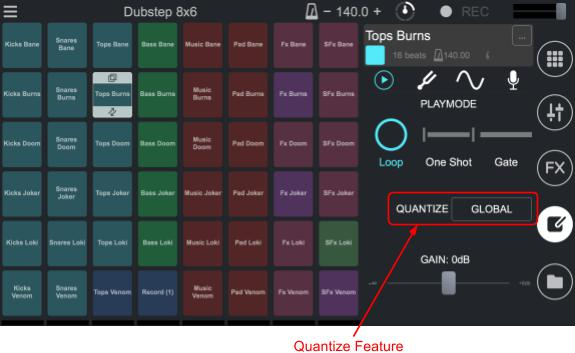 Dubstep 8x6
− 140.0 +
REC
Kicks Bane
Snares
Bane
Tops Bane
Bass Bane
Music Bane
Pad Bane
Fx Bane
SFx Bane
Tops Burns
...
16 beats
140.00
Kicks Burns
Snares
Burns
Tops Burns
Bass Burns
Music
Burns
Pad Burns
Fx Burns
SFx Burns
PLAYMODE
Kicks Doom
Snares
Doom
Tops Doom
Bass Doom
Music
Doom
Pad Doom
Fx Doom
SFx Doom
Loop
One Shot
Gate
FX
Kicks Joker
Snares
Joker
Tops Joker
Bass Joker
Music Joker
Pad Joker
Fx Joker
SFx Joker
QUANTIZE
GLOBAL
Kicks Loki
Snares Loki
Tops Loki
Bass Loki
Music Loki
Pad Loki
Fx Loki
SFx Loki
GAIN: 0dB
-∞
+6dB
Kicks
Venom
Snares
Venom
Tops Venom
Record (1)
Music
Venom
Pad Venom
Fx Venom
SFx Venom
Quantize Feature